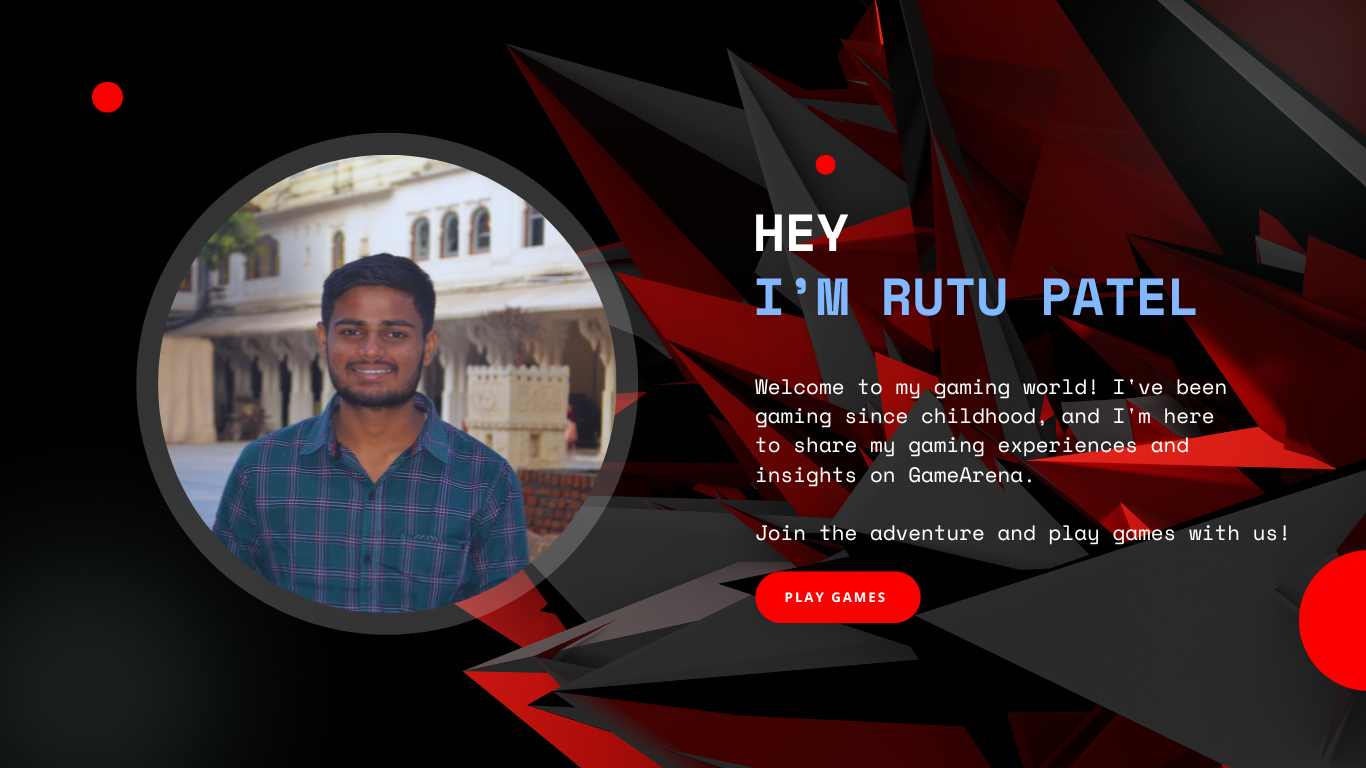 HEY
I’M RUTU PATEL
Welcome to my gaming world! I've been
gaming since childhood, and I'm here
to share my gaming experiences and
insights on GameArena.
Join the adventure and play games with us!
PLAY GAMES